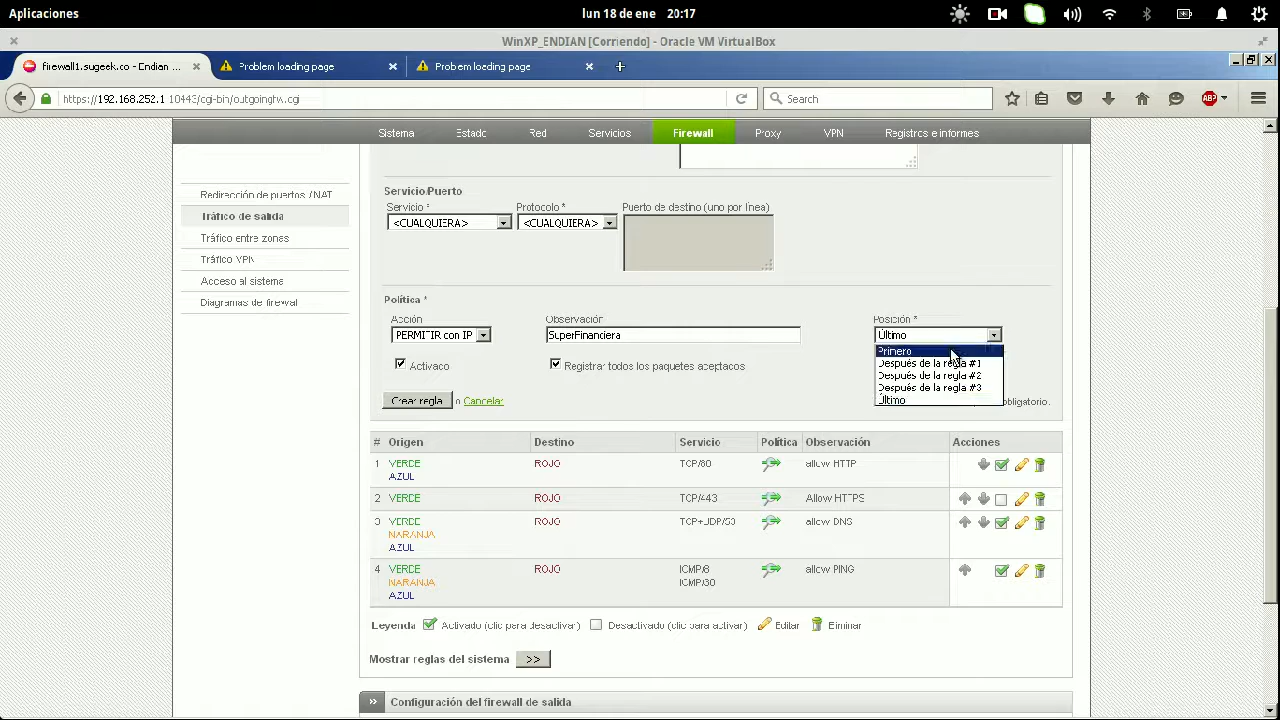 Aplicaciones
lun 18 de ene 20:17
WinXP_ENDIAN [Corriendo] - Oracle VM VirtualBox
firewall1.sugeek.co - Endian ...
Problem loading page
Problem loading page
https://192.168.252.1:10443/cgi-bin/outgoingfw.cgi
Search
ABP
Sistema
Estado
Red
Servicios
Firewall
Proxy
VPN
Registros e informes
Redirección de puertos / NAT
Tráfico de salida
Tráfico entre zonas
Tráfico VPN
Acceso al sistema
Diagramas de firewall
Servicio/Puerto
Servicio *
Protocolo *
Puerto de destino (uno por línea)
<CUALQUIERA>
<CUALQUIERA>
Política *
Acción
Observación
Posición *
PERMITIR con IP
SuperFinanciera
Último
Primero
Después de la regla #1
Después de la regla #2
Después de la regla #3
Último
Activado
Registrar todos los paquetes aceptados
Crear regla
o Cancelar
obligatorio.
# Origen Destino Servicio Política Observación Acciones
1 VERDE ROJO TCP/80 allow HTTP
AZUL
2 VERDE ROJO TCP/443 Allow HTTPS
3 VERDE ROJO TCP+UDP/53 allow DNS
NARANJA
AZUL
4 VERDE ROJO ICMP/8 allow PING
NARANJA ICMP/30
AZUL
Leyenda Activado (clic para desactivar) Desactivado (clic para activar) Editar Eliminar
Mostrar reglas del sistema >>
>> Configuración del firewall de salida